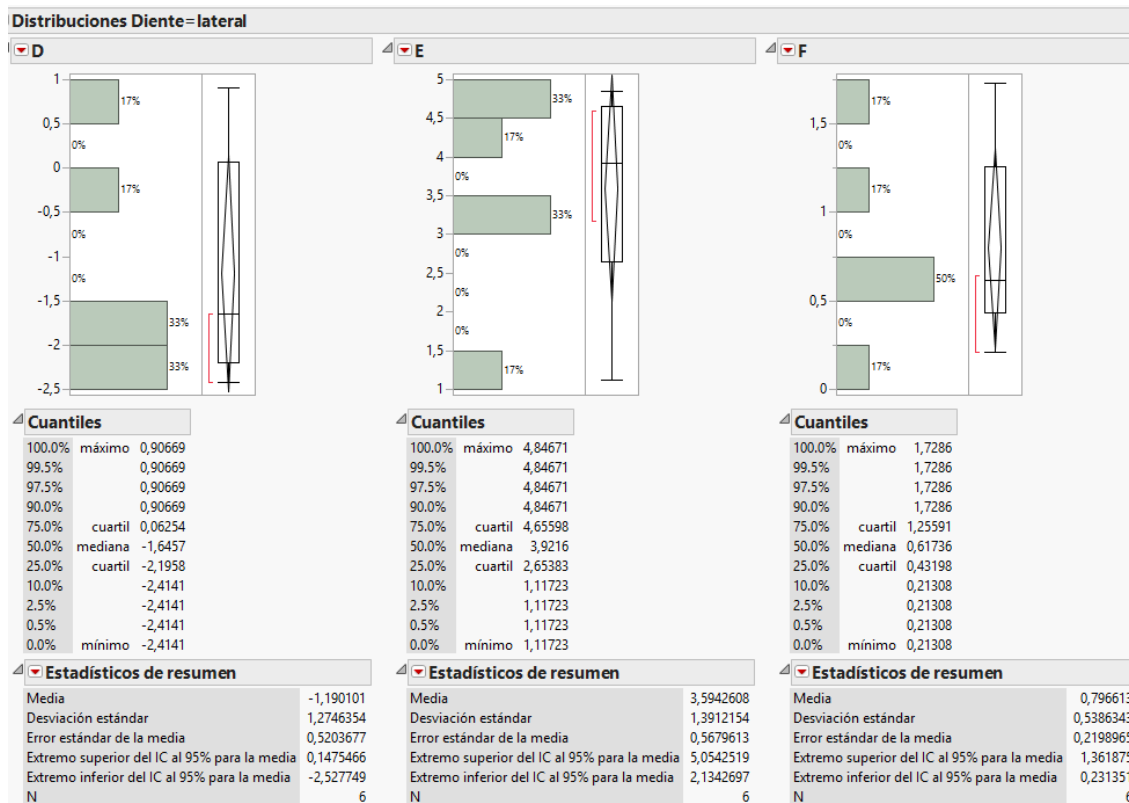 Distribuciones Diente=lateral
D
1
0,5
0
-0,5
-1
-1,5
-2
-2,5
17%
0%
17%
0%
0%
33%
33%
Cuantiles
100.0% máximo 0,90669
99.5% 0,90669
97.5% 0,90669
90.0% 0,90669
75.0% cuartil 0,06254
50.0% mediana -1,6457
25.0% cuartil -2,1958
10.0% -2,4141
2.5% -2,4141
0.5% -2,4141
0.0% mínimo -2,4141
Estadísticos de resumen
Media -1,190101
Desviación estándar 1,2746354
Error estándar de la media 0,5203677
Extremo superior del IC al 95% para la media 0,1475466
Extremo inferior del IC al 95% para la media -2,527749
N 6
E
5
4,5
4
3,5
3
2,5
2
1,5
1
33%
17%
0%
33%
0%
0%
0%
17%
Cuantiles
100.0% máximo 4,84671
99.5% 4,84671
97.5% 4,84671
90.0% 4,84671
75.0% cuartil 4,65598
50.0% mediana 3,9216
25.0% cuartil 2,65383
10.0% 1,11723
2.5% 1,11723
0.5% 1,11723
0.0% mínimo 1,11723
Estadísticos de resumen
Media 3,5942608
Desviación estándar 1,3912154
Error estándar de la media 0,5679613
Extremo superior del IC al 95% para la media 5,0542519
Extremo inferior del IC al 95% para la media 2,1342697
N 6
F
1,5
1
0,5
0
17%
0%
17%
0%
50%
0%
17%
Cuantiles
100.0% máximo 1,7286
99.5% 1,7286
97.5% 1,7286
90.0% 1,7286
75.0% cuartil 1,25591
50.0% mediana 0,61736
25.0% cuartil 0,43198
10.0% 0,21308
2.5% 0,21308
0.5% 0,21308
0.0% mínimo 0,21308
Estadísticos de resumen
Media 0,796613
Desviación estándar 0,5386343
Error estándar de la media 0,2198965
Extremo superior del IC al 95% para la media 1,361875
Extremo inferior del IC al 95% para la media 0,231351
N 6